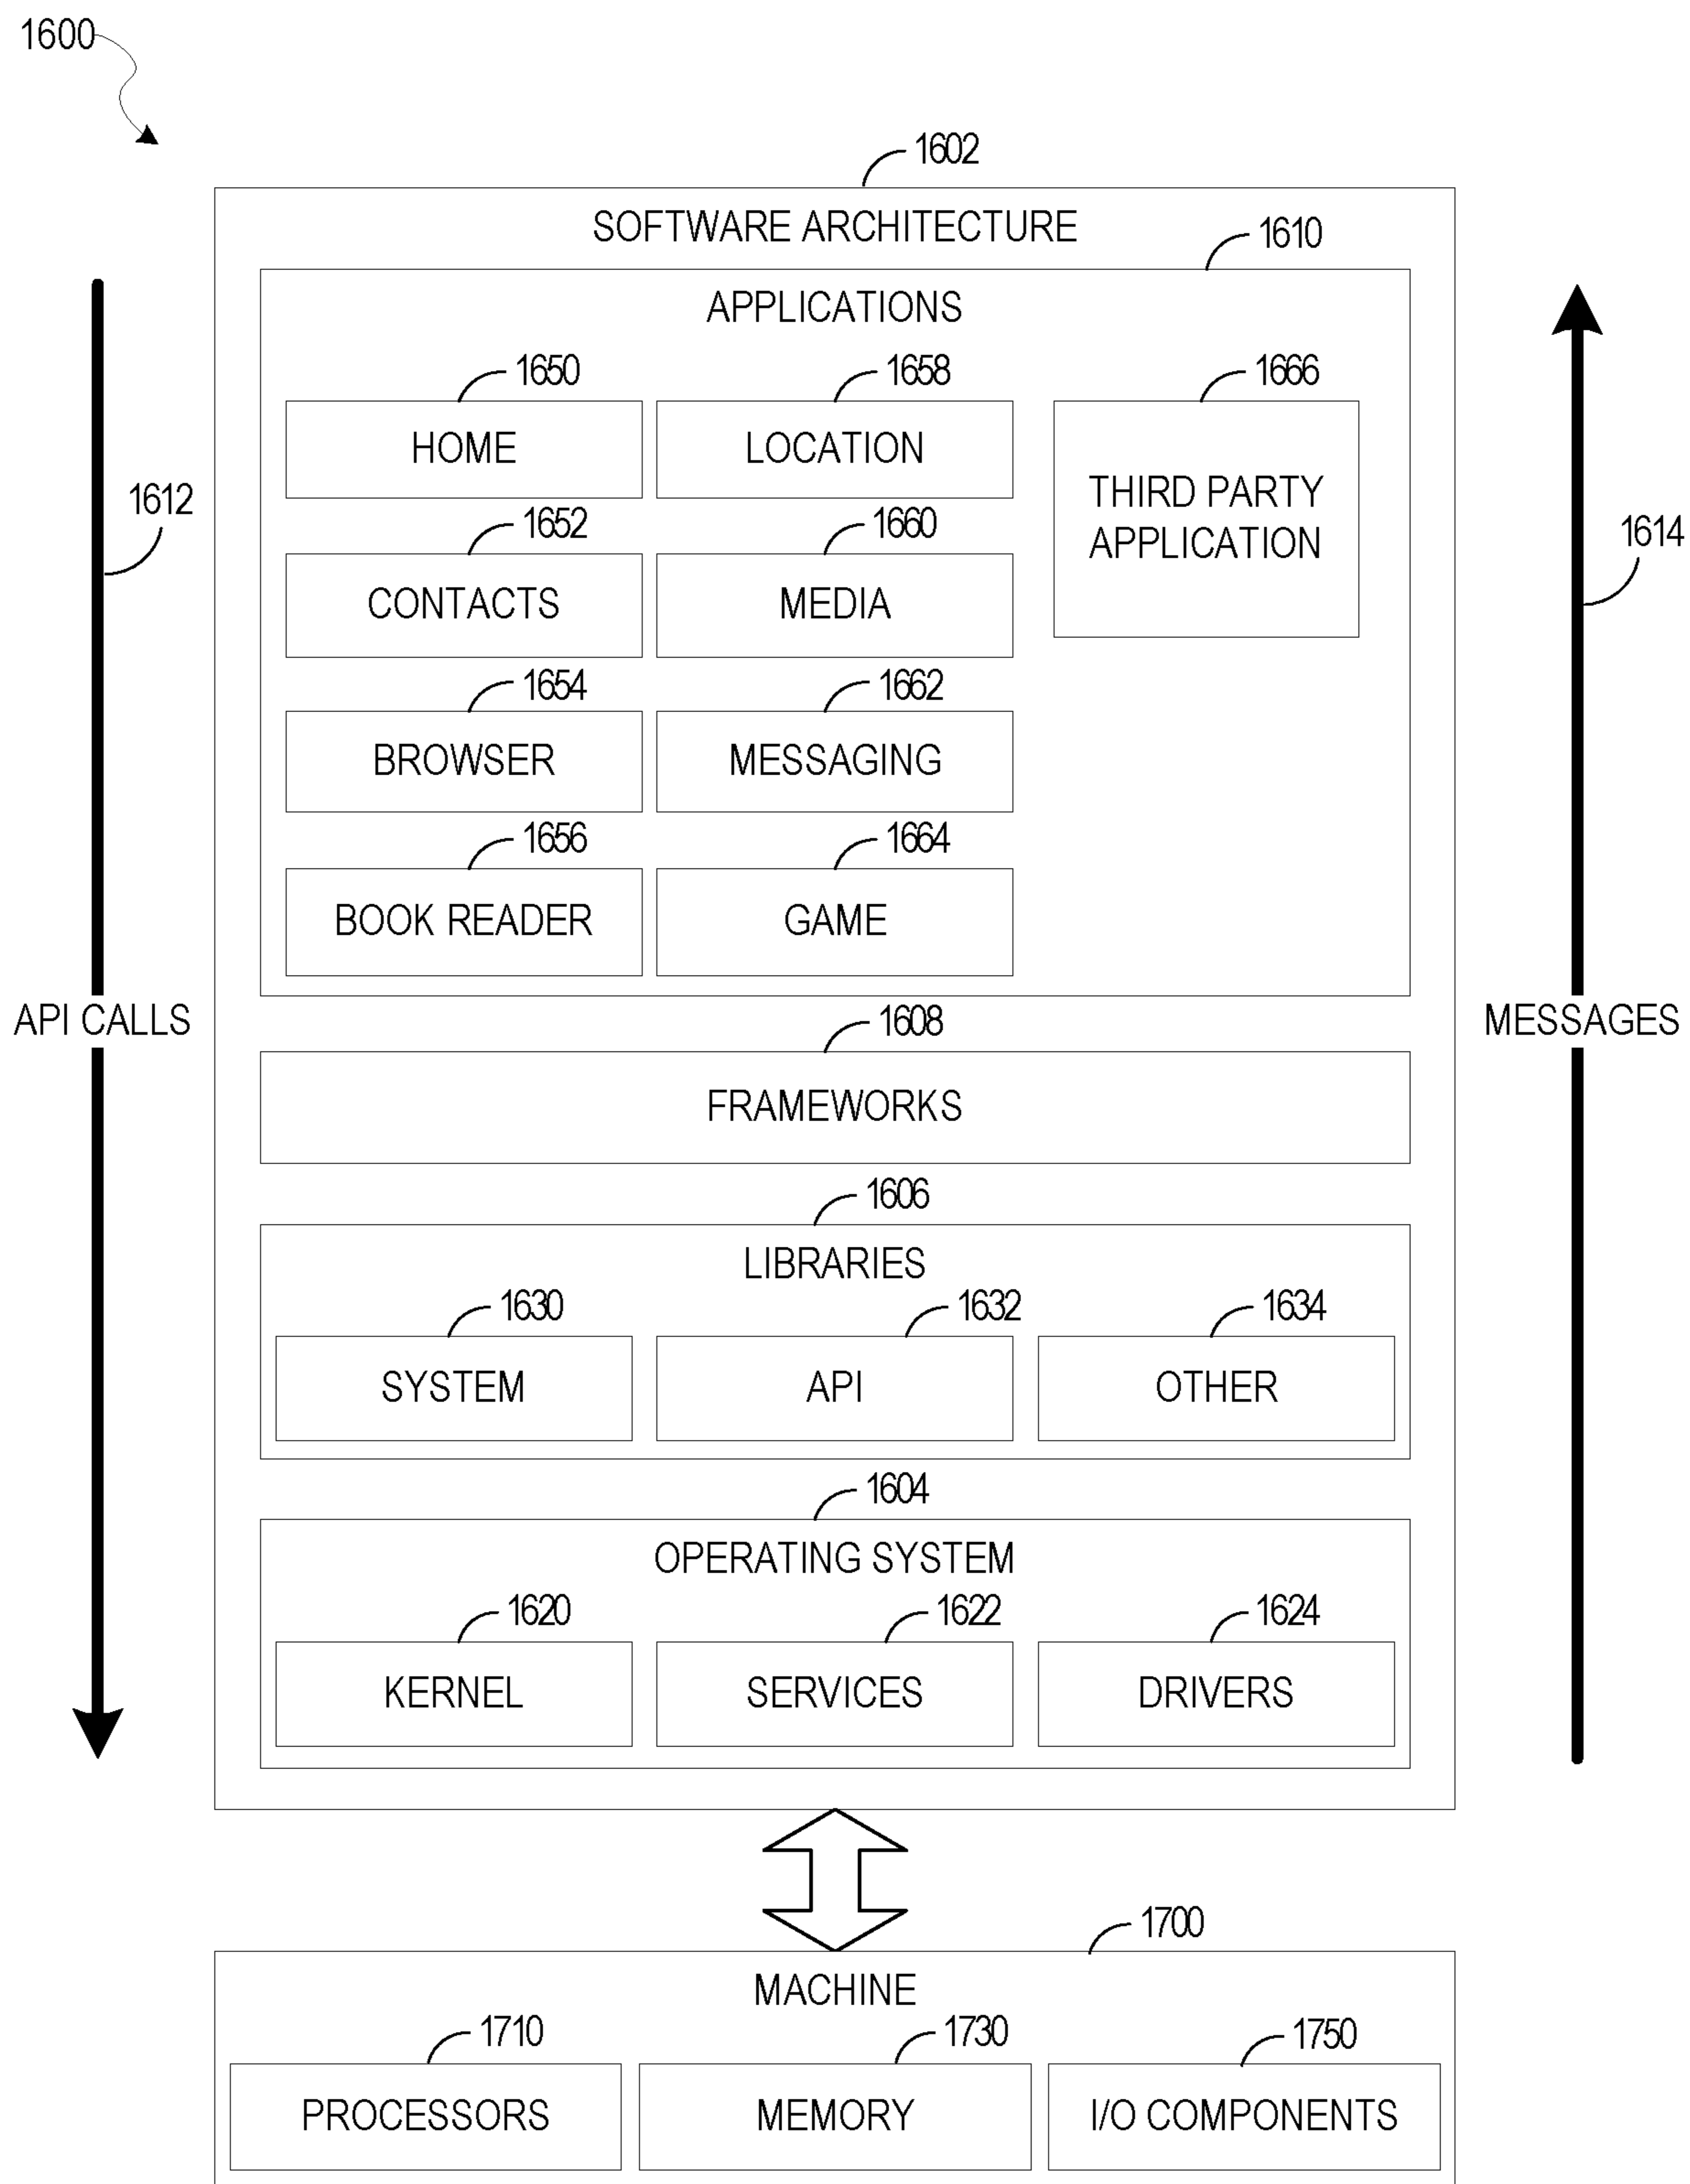 1600
1602
SOFTWARE ARCHITECTURE
1610
APPLICATIONS
1650
1658
1666
HOME
LOCATION
THIRD PARTY
APPLICATION
1612
1652
1660
1614
CONTACTS
MEDIA
1654
1662
BROWSER
MESSAGING
1656
1664
BOOK READER
GAME
API CALLS
MESSAGES
1608
FRAMEWORKS
1606
LIBRARIES
1630
1632
1634
SYSTEM
API
OTHER
1604
OPERATING SYSTEM
1620
1622
1624
KERNEL
SERVICES
DRIVERS
1700
MACHINE
1710
1730
1750
PROCESSORS
MEMORY
I/O COMPONENTS